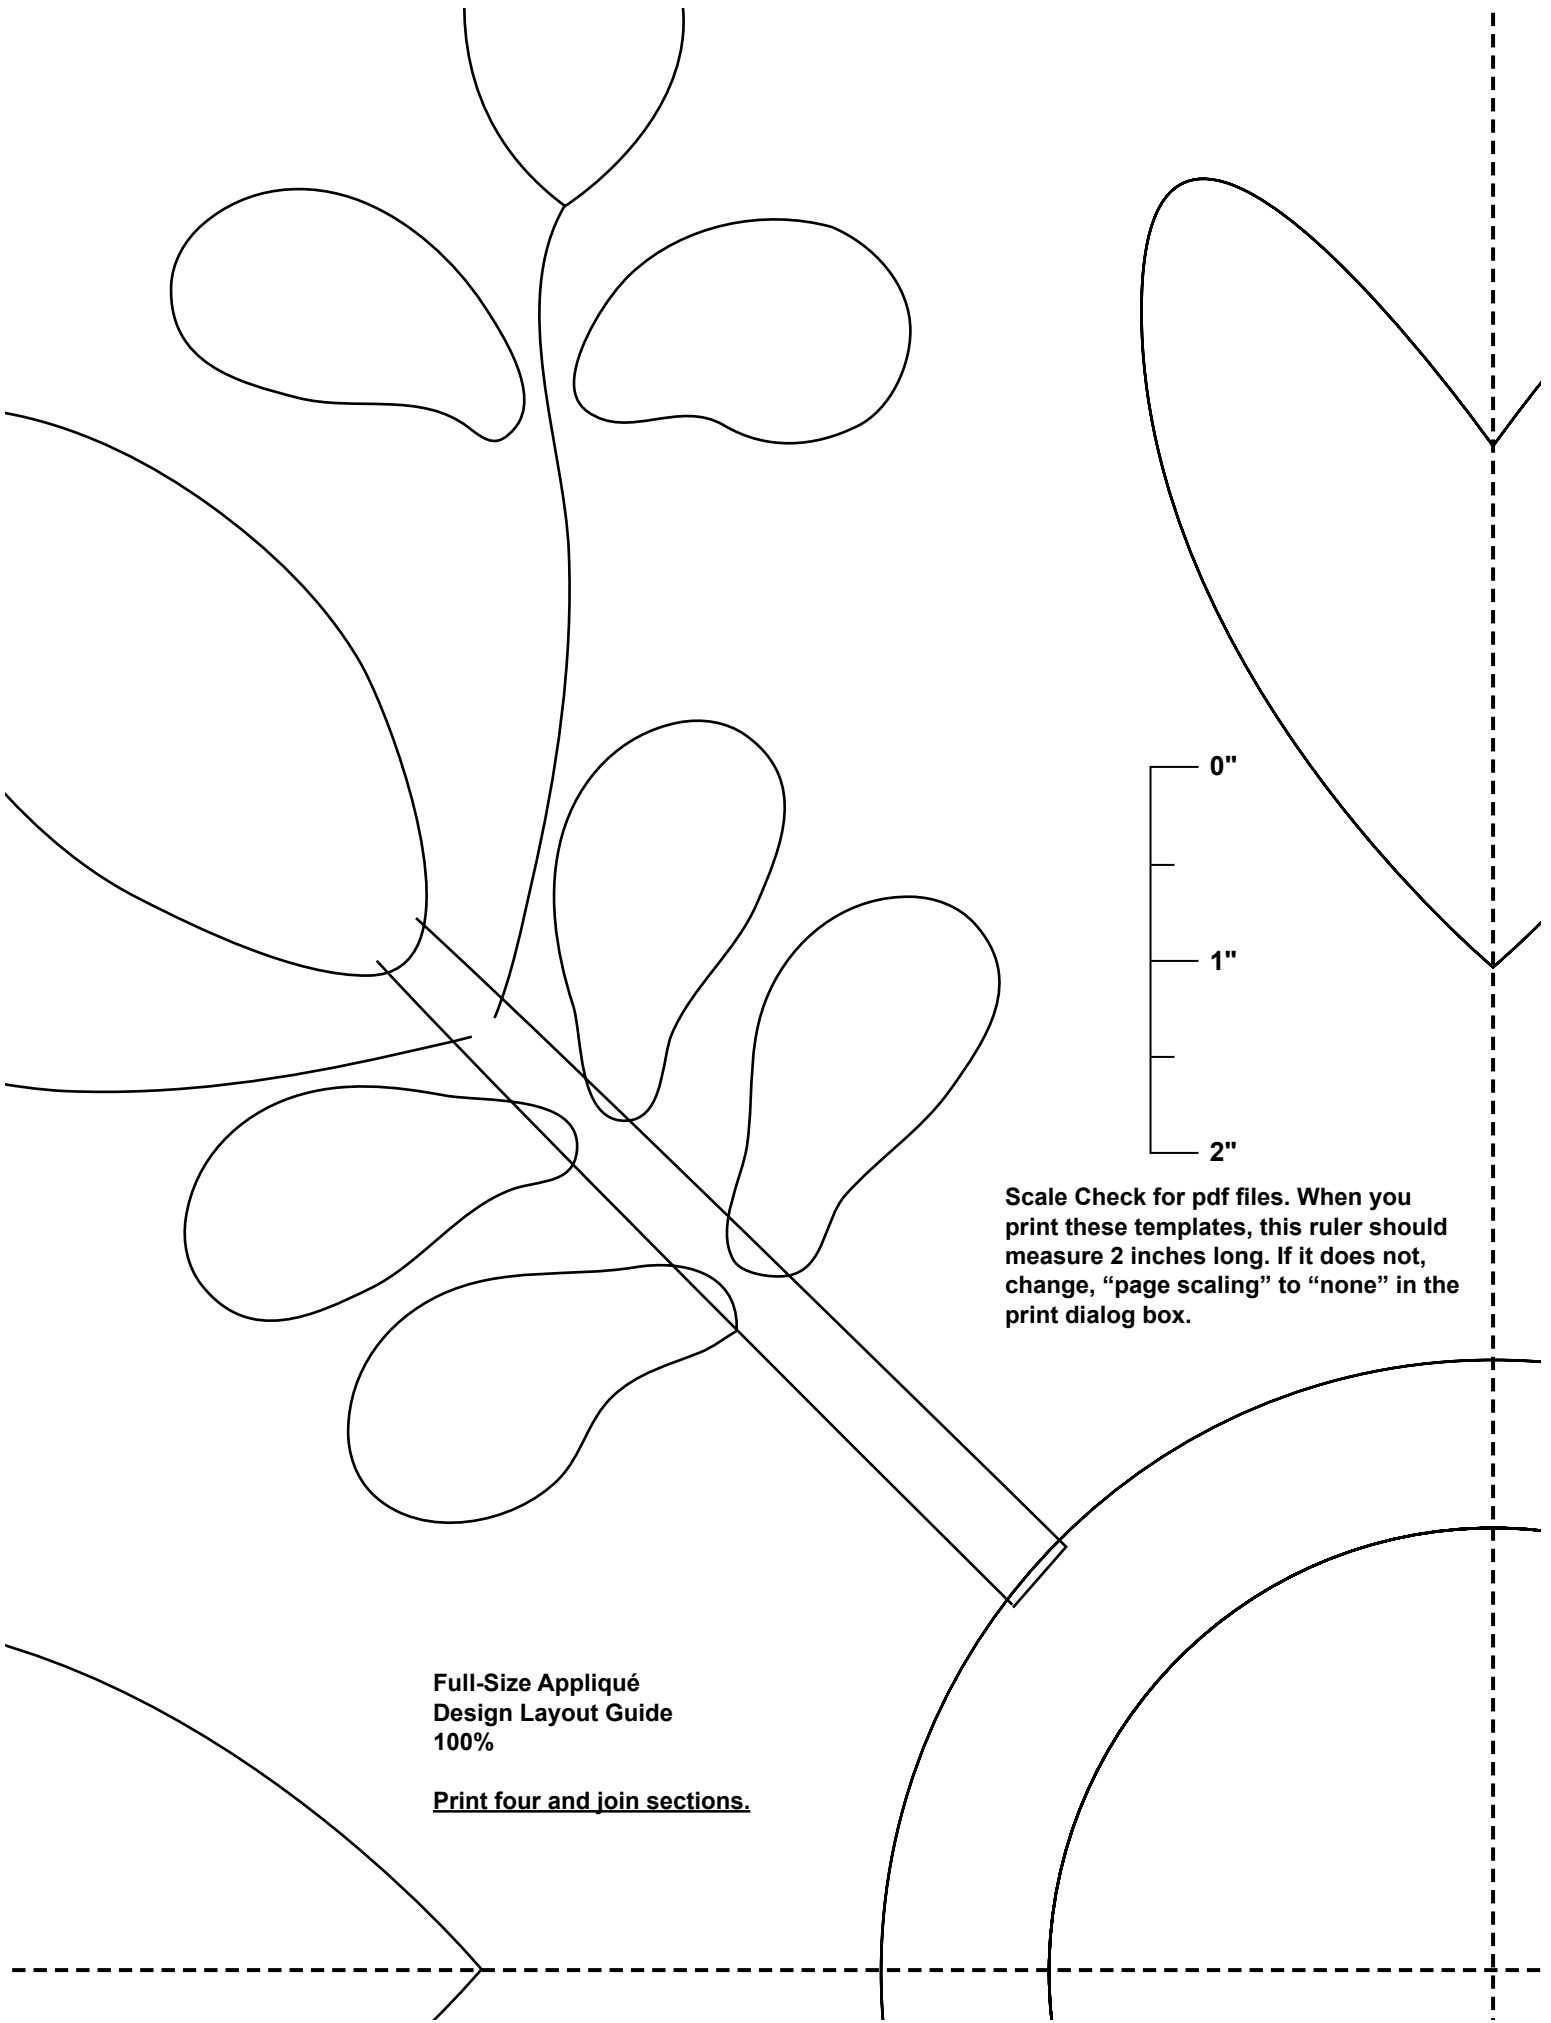 0"
1"
2"
Scale Check for pdf files. When you
print these templates, this ruler should
measure 2 inches long. If it does not,
change, “page scaling” to “none” in the
print dialog box.
Full-Size Appliqué
Design Layout Guide
100%
Print four and join sections.